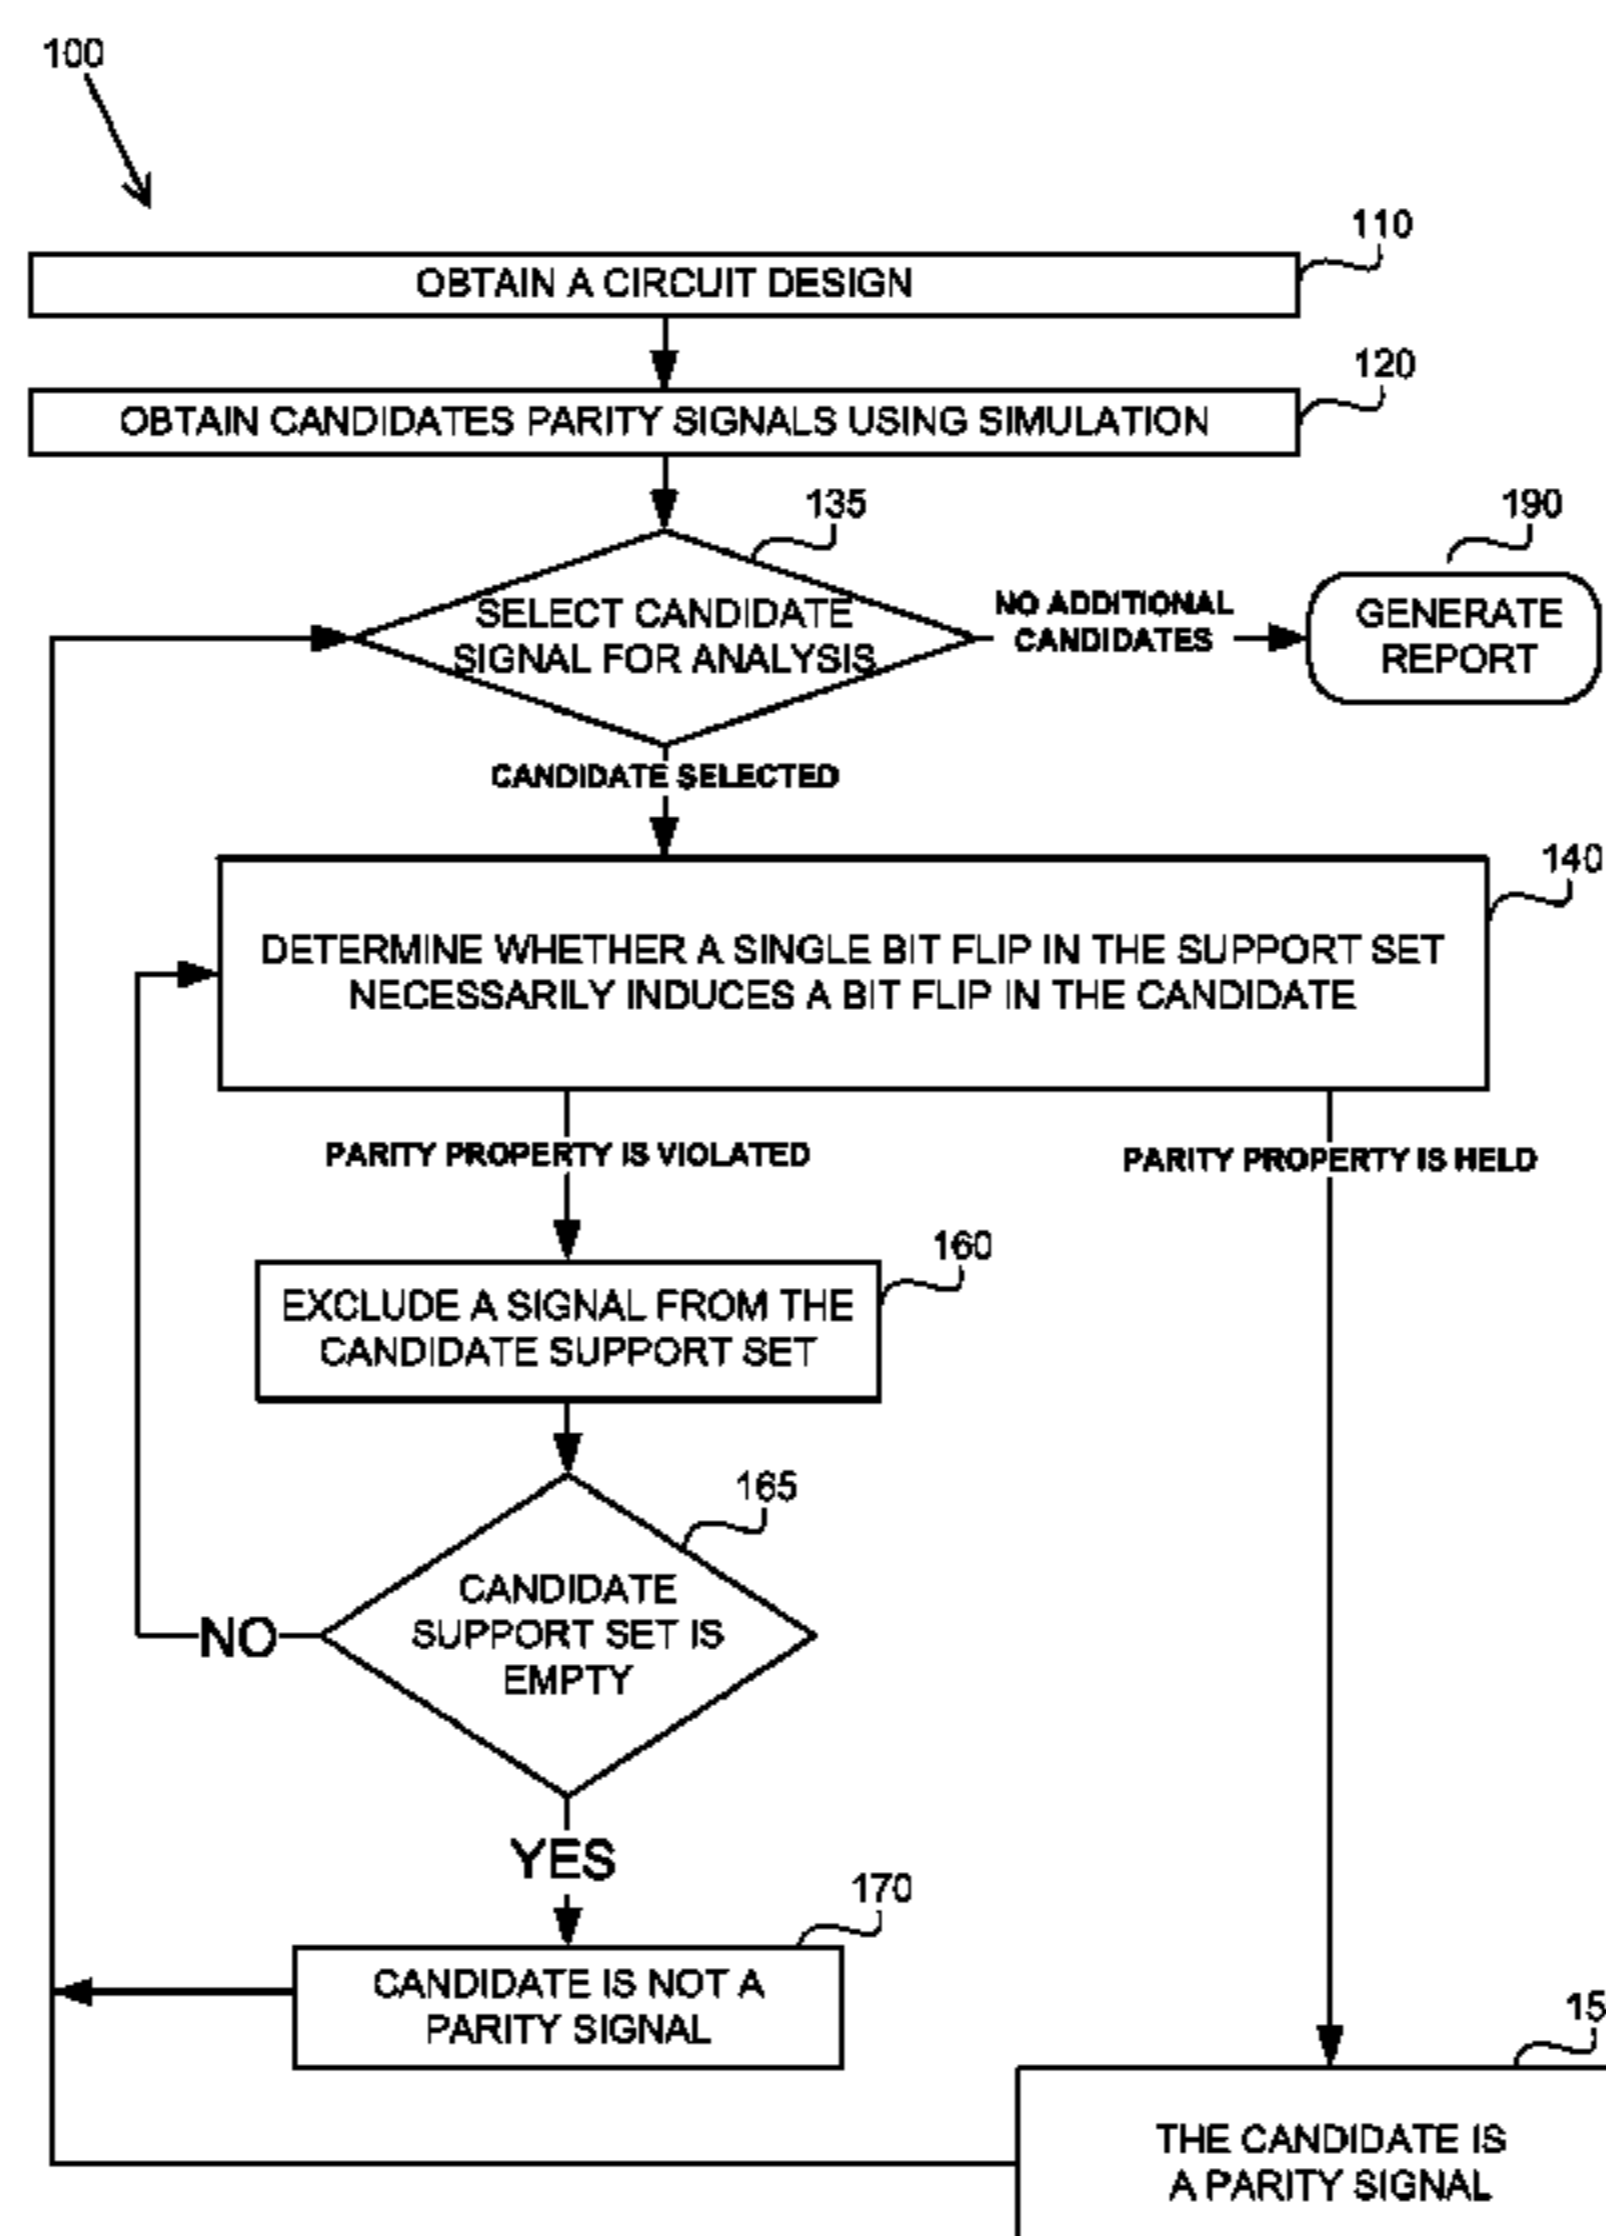 100
110
OBTAIN A CIRCUIT DESIGN
120
OBTAIN CANDIDATES PARITY SIGNALS USING SIMULATION
135
190
SELECT CANDIDATE
SIGNAL FOR ANALYSIS
NO ADDITIONAL
CANDIDATES
GENERATE
REPORT
CANDIDATE SELECTED
140
DETERMINE WHETHER A SINGLE BIT FLIP IN THE SUPPORT SET
NECESSARILY INDUCES A BIT FLIP IN THE CANDIDATE
PARITY PROPERTY IS VIOLATED
PARITY PROPERTY IS HELD
160
EXCLUDE A SIGNAL FROM THE
CANDIDATE SUPPORT SET
165
CANDIDATE
SUPPORT SET IS
EMPTY
NO
YES
170
CANDIDATE IS NOT A
PARITY SIGNAL
15
THE CANDIDATE IS
A PARITY SIGNAL